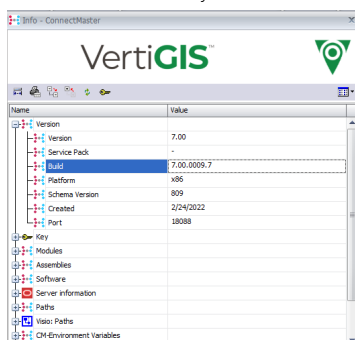 Info - ConnectMaster
VertiGIS™
Name Value
Version
Version 7.00
Service Pack -
Build 7.00.0009.7
Platform x86
Schema Version 809
Created 2/24/2022
Port 18088
Key
Modules
Assemblies
Software
Server information
Paths
Visio: Paths
CM-Environment Variables